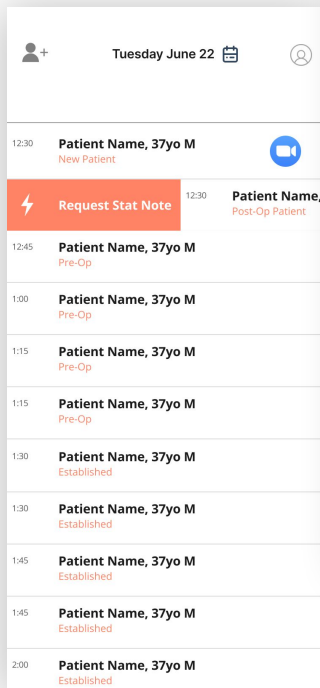 Tuesday June 22
12:30
Patient Name, 37yo M
New Patient
Request Stat Note
12:30
Patient Name,
Post-Op Patient
12:45
Patient Name, 37yo M
Pre-Op
1:00
Patient Name, 37yo M
Pre-Op
1:15
Patient Name, 37yo M
Pre-Op
1:15
Patient Name, 37yo M
Pre-Op
1:30
Patient Name, 37yo M
Established
1:30
Patient Name, 37yo M
Established
1:45
Patient Name, 37yo M
Established
1:45
Patient Name, 37yo M
Established
2:00
Patient Name, 37yo M
Established